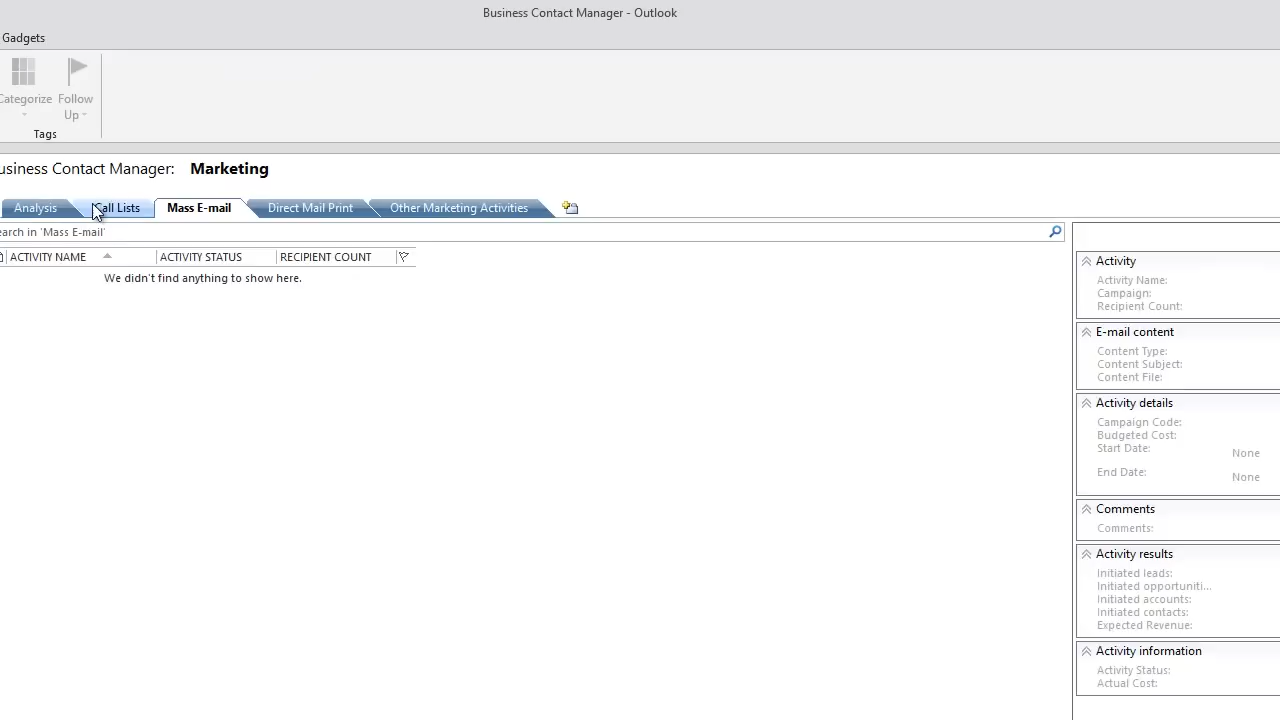 Business Contact Manager - Outlook
Gadgets
Categorize
Follow Up
Tags
usiness Contact Manager: Marketing
Analysis
all Lists
Mass E-mail
Direct Mail Print
Other Marketing Activities
earch in 'Mass E-mail'
ACTIVITY NAME
ACTIVITY STATUS
RECIPIENT COUNT
We didn't find anything to show here.
Activity
Activity Name:
Campaign:
Recipient Count:
E-mail content
Content Type:
Content Subject:
Content File:
Activity details
Campaign Code:
Budgeted Cost:
Start Date: None
End Date: None
Comments
Comments:
Activity results
Initiated leads:
Initiated opportuniti...
Initiated accounts:
Initiated contacts:
Expected Revenue:
Activity information
Activity Status:
Actual Cost: